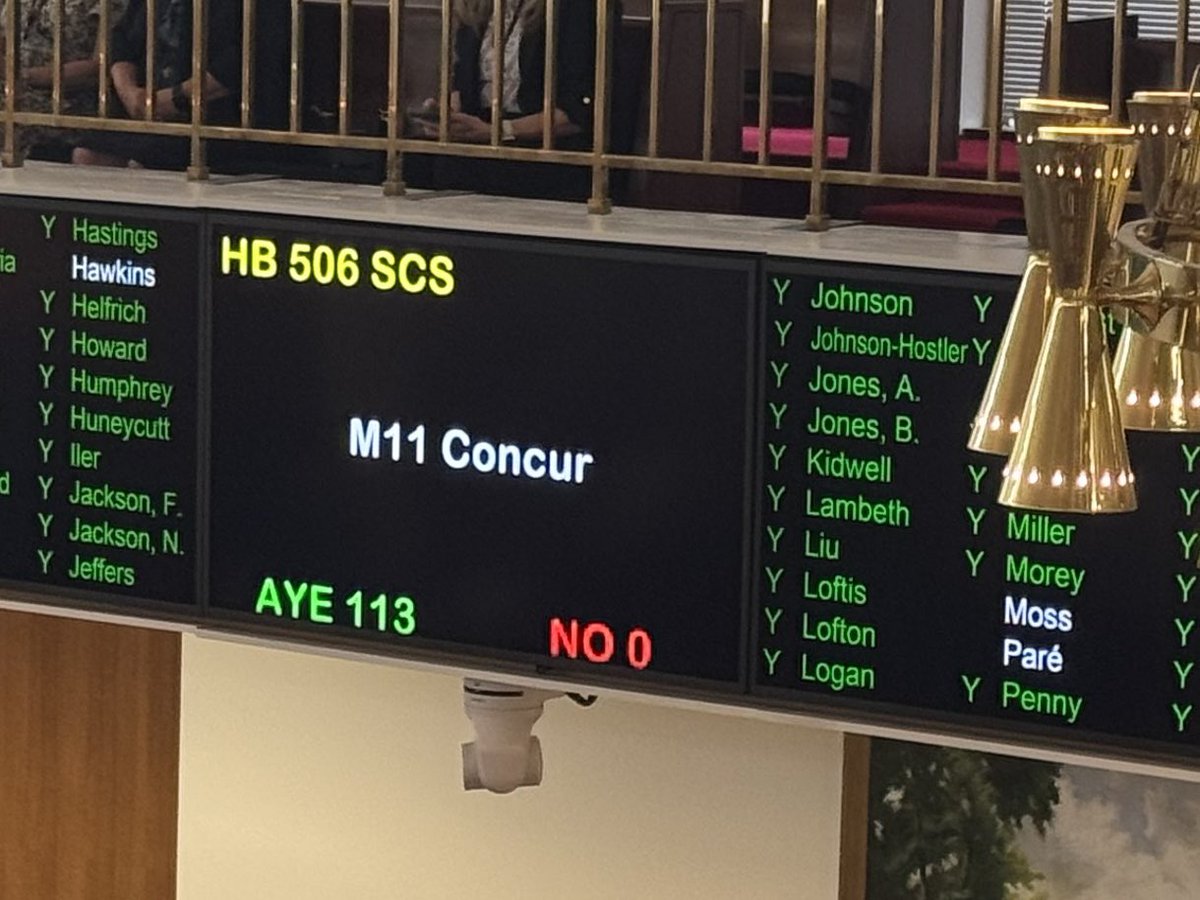 ia
d
Y Hastings
Hawkins
Y Helfrich
Y Howard
Y Humphrey
Y Huneycutt
Y Iler
Y Jackson, F.
Y Jackson, N.
Y Jeffers
HB 506 SCS
M11 Concur
AYE 113
NO 0
Y Johnson
Y Johnson-Hostler
Y Jones, A.
Y Jones, B.
Y Kidwell
Y Lambeth
Y Liu
Y Loftis
Y Lofton
Y Logan
Y
Y
Y
Y Miller
Y Morey
Moss
Paré
Y Penny
Y
Y
Y
Y
Y
Y
Y